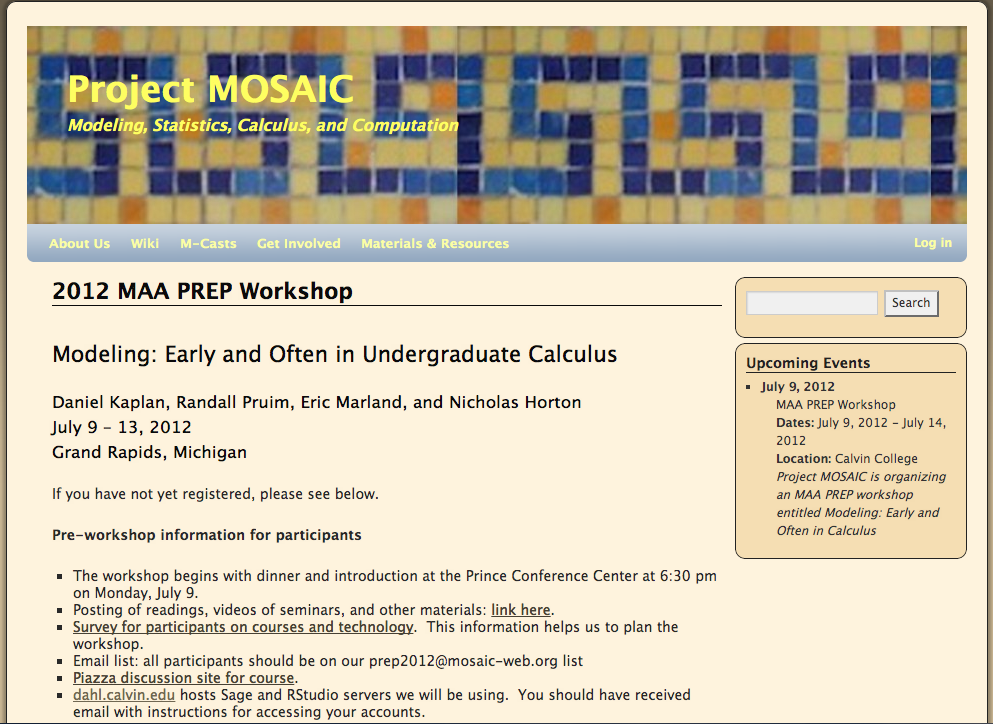 Project MOSAIC
Modeling, Statistics, Calculus, and Computation
About Us Wiki M-Casts Get Involved Materials & Resources Log in
2012 MAA PREP Workshop
Modeling: Early and Often in Undergraduate Calculus
Daniel Kaplan, Randall Pruim, Eric Marland, and Nicholas Horton
July 9 – 13, 2012
Grand Rapids, Michigan
If you have not yet registered, please see below.
Pre-workshop information for participants
The workshop begins with dinner and introduction at the Prince Conference Center at 6:30 pm
on Monday, July 9.
Posting of readings, videos of seminars, and other materials: link here.
Survey for participants on courses and technology. This information helps us to plan the
workshop.
Email list: all participants should be on our prep2012@mosaic-web.org list
Piazza discussion site for course.
dahl.calvin.edu hosts Sage and RStudio servers we will be using. You should have received
email with instructions for accessing your accounts.
Search
Upcoming Events
July 9, 2012
MAA PREP Workshop
Dates: July 9, 2012 – July 14,
2012
Location: Calvin College
Project MOSAIC is organizing
an MAA PREP workshop
entitled Modeling: Early and
Often in Calculus